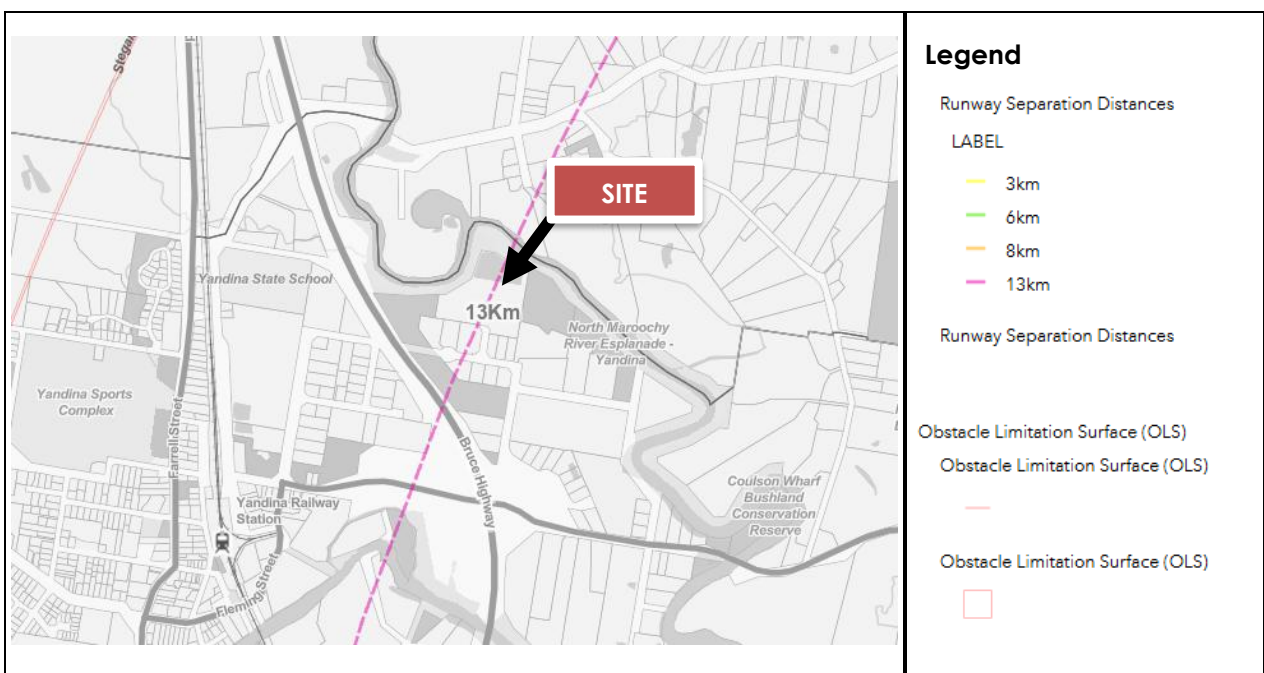 Stegar
F
SITE
Yandina State School
13Km
North Maroochy
River Esplanade -
Yandina
Yandina Sports
Complex
Farrell Street
Bruce Highway
Yandina Railway
Station
Coulson Wharf
Bushland
Conservation
Reserve
Fleming Street
Legend
Runway Separation Distances
LABEL
3km
6km
8km
13km
Runway Separation Distances
Obstacle Limitation Surface (OLS)
Obstacle Limitation Surface (OLS)
Obstacle Limitation Surface (OLS)